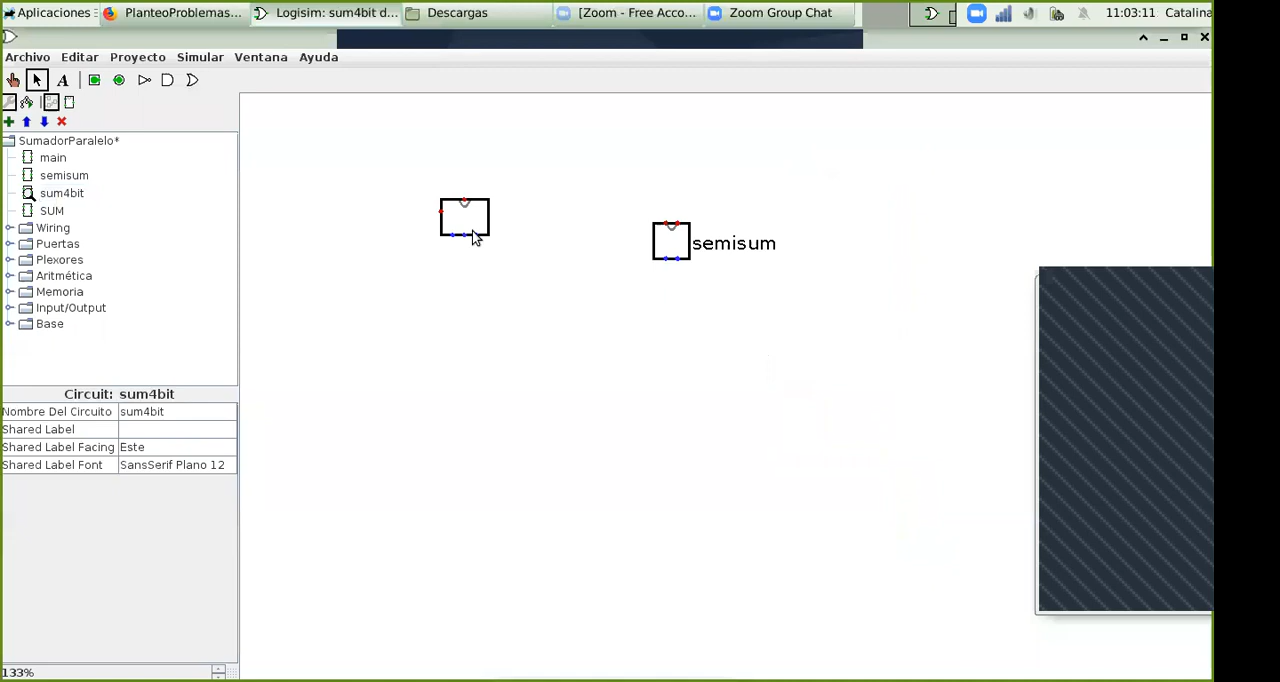 Aplicaciones PlanteoProblemas... Logisim: sum4bit d... Descargas [Zoom - Free Acco... Zoom Group Chat 11:03:11 Catalina
Archivo Editar Proyecto Simular Ventana Ayuda
A
SumadorParalelo*
main
semisum
sum4bit
SUM
Wiring
Puertas
Plexores
Aritmética
Memoria
Input/Output
Base
semisum
Circuit: sum4bit
Nombre Del Circuito sum4bit
Shared Label
Shared Label Facing Este
Shared Label Font SansSerif Plano 12
133%